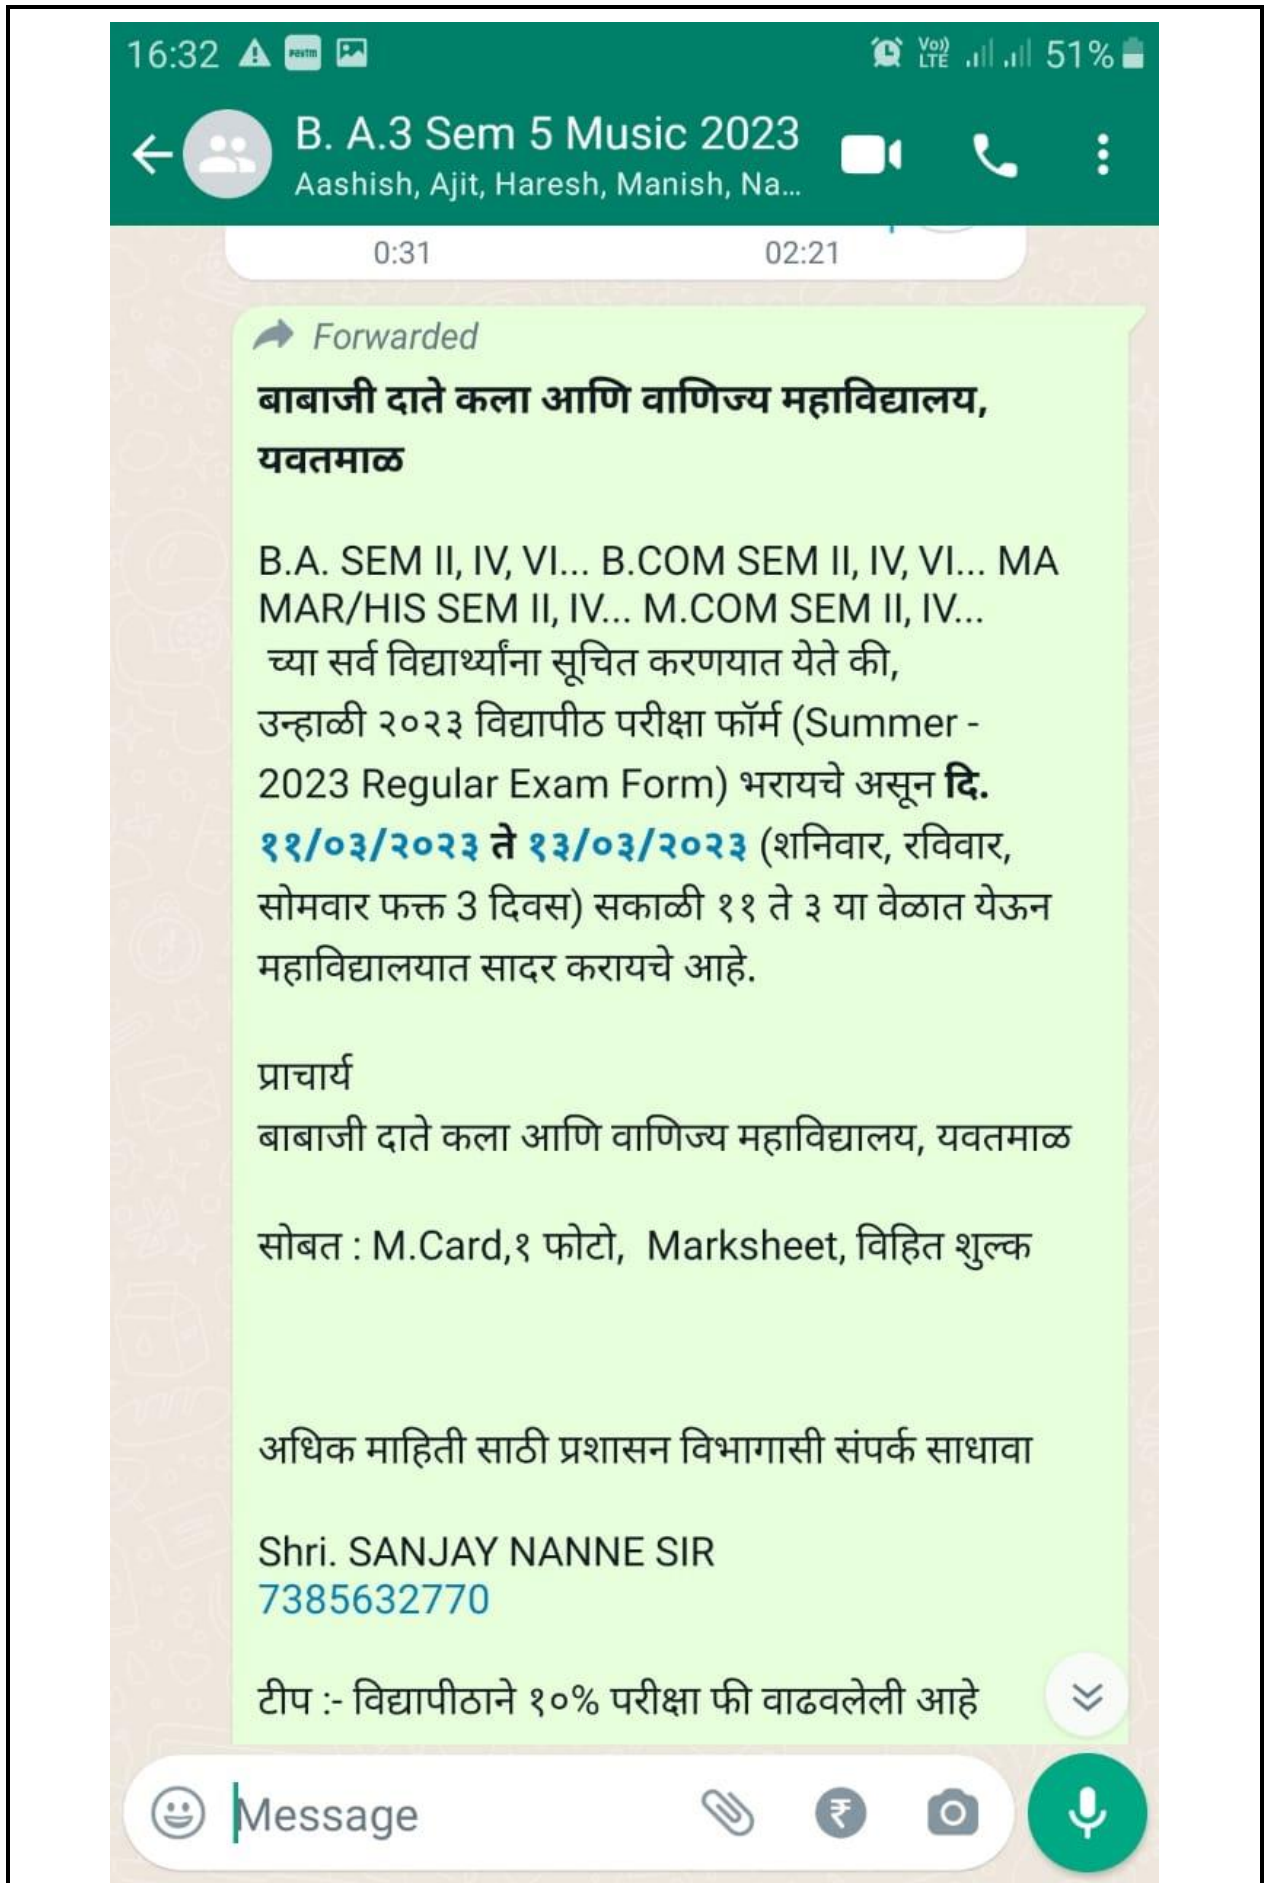 16:32 Paytm Vo)) LTE 51%
B. A.3 Sem 5 Music 2023
Aashish, Ajit, Haresh, Manish, Na...
0:31 02:21
Forwarded
बाबाजी दाते कला आणि वाणिज्य महाविद्यालय,
यवतमाळ
B.A. SEM II, IV, VI... B.COM SEM II, IV, VI... MA
MAR/HIS SEM II, IV... M.COM SEM II, IV...
च्या सर्व विद्यार्थ्यांना सूचित करणयात येते की,
उन्हाळी २०२३ विद्यापीठ परीक्षा फॉर्म (Summer -
2023 Regular Exam Form) भरायचे असून दि.
११/०३/२०२३ ते १३/०३/२०२३ (शनिवार, रविवार,
सोमवार फक्त 3 दिवस) सकाळी ११ ते ३ या वेळात येऊन
महाविद्यालयात सादर करायचे आहे.
प्राचार्य
बाबाजी दाते कला आणि वाणिज्य महाविद्यालय, यवतमाळ
सोबत : M.Card,१ फोटो, Marksheet, विहित शुल्क
अधिक माहिती साठी प्रशासन विभागासी संपर्क साधावा
Shri. SANJAY NANNE SIR
7385632770
टीप :- विद्यापीठाने १०% परीक्षा फी वाढवलेली आहे
Message